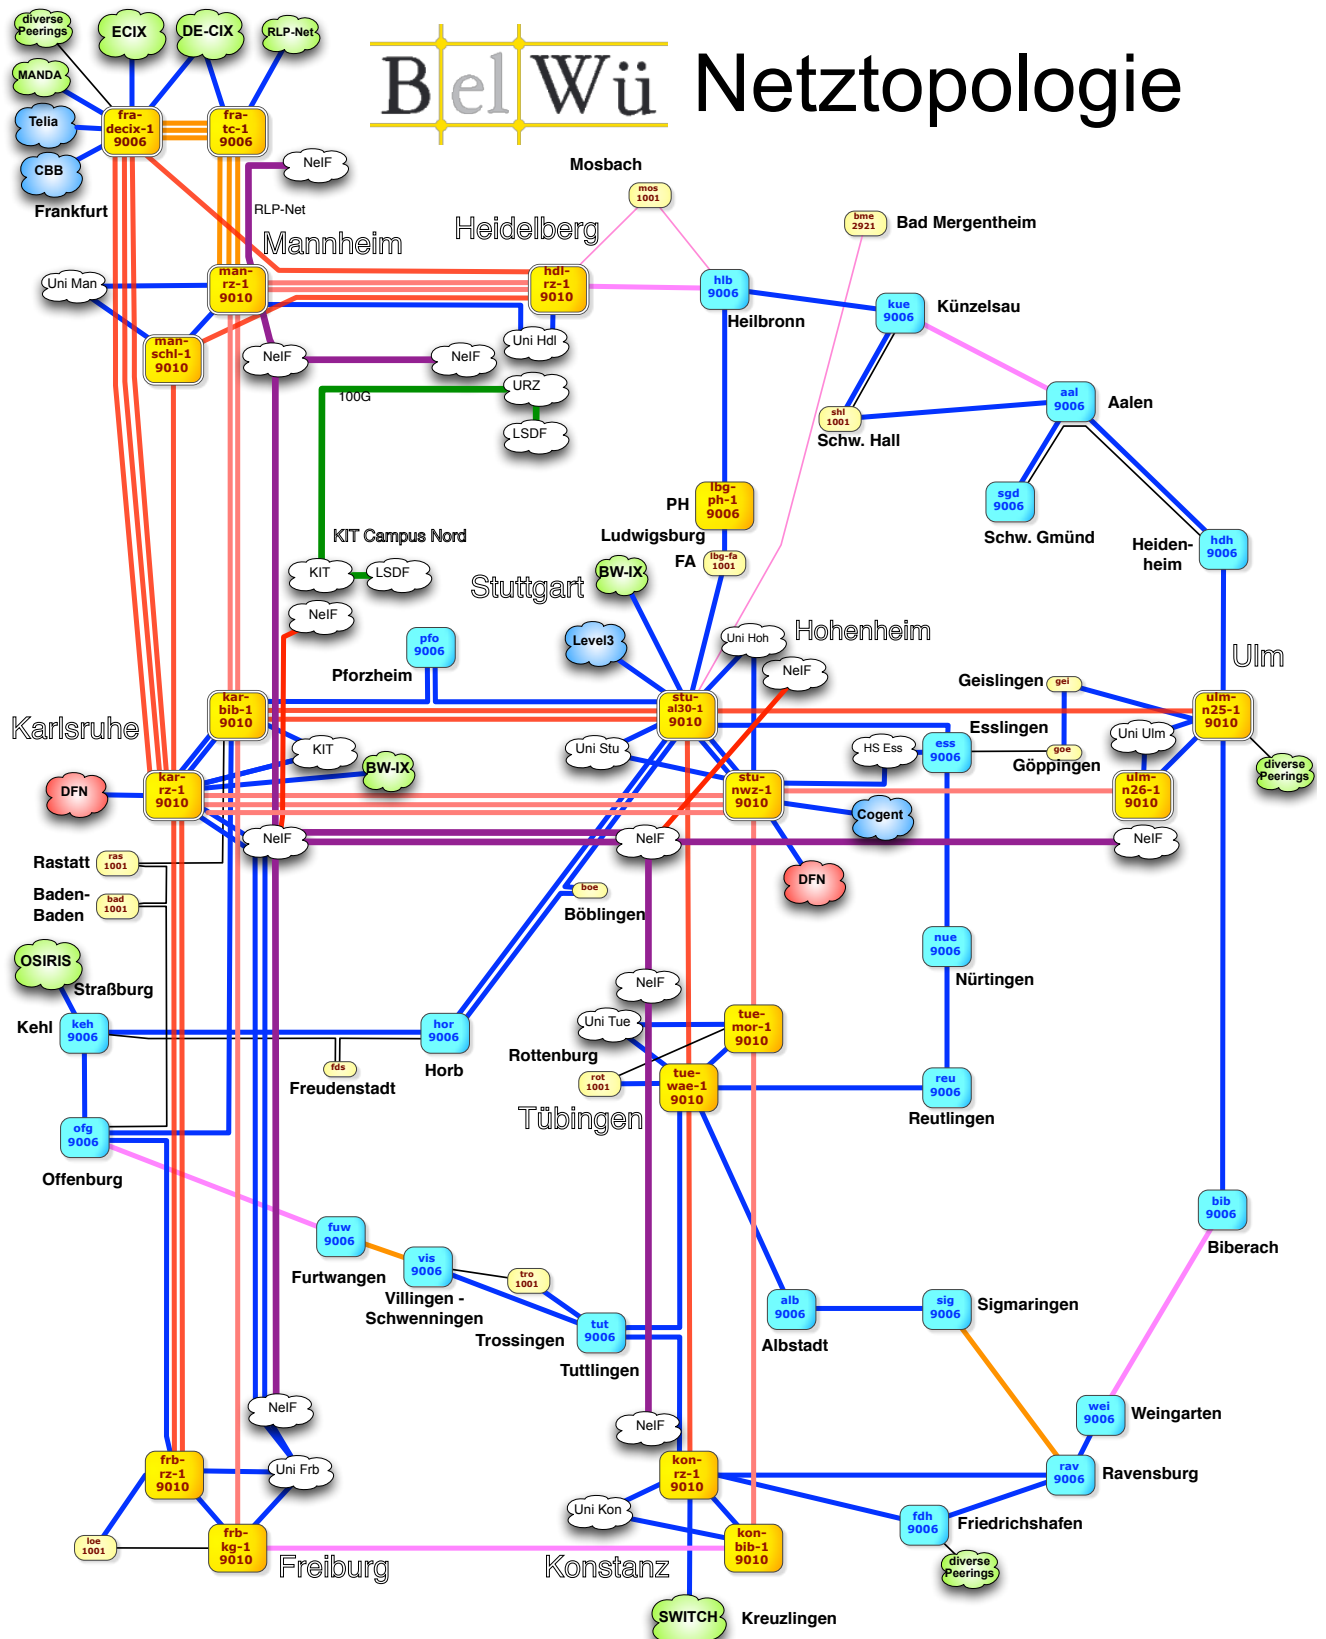 diverse
Peerings
ECIX
DE-CIX
RLP-Net
BelWü
Netztopologie
MANDA
Telia
CBB
Frankfurt
fra-
decix-1
9006
fra-
tc-1
9006
NeIF
RLP-Net
Mosbach
mos
1001
Heidelberg
bme
2921
Bad Mergentheim
Mannheim
Uni Man
man-
rz-1
9010
hdl-
rz-1
9010
hlb
9006
Heilbronn
kue
9006
Künzelsau
man-
schl-1
9010
NeIF
NeIF
Uni Hdl
100G
URZ
LSDF
shl
1001
Schw. Hall
aal
9006
Aalen
PH
lbg-
ph-1
9006
Ludwigsburg
FA
lbg-fa
1001
sgd
9006
Schw. Gmünd
Heiden-
heim
hdh
9006
KIT Campus Nord
KIT
LSDF
NeIF
Stuttgart
BW-IX
Level3
Uni Hoh
Hohenheim
NeIF
pfo
9006
Pforzheim
Ulm
Geislingen
gei
Karlsruhe
kar-
bib-1
9010
stu-
al30-1
9010
ulm-
n25-1
9010
Esslingen
ess
9006
HS Ess
goe
Göppingen
Uni Ulm
diverse
Peerings
KIT
BW-IX
Uni Stu
DFN
kar-
rz-1
9010
stu-
nwz-1
9010
ulm-
n26-1
9010
Cogent
NeIF
NeIF
NeIF
Rastatt
ras
1001
Baden-
Baden
bad
1001
boe
Böblingen
DFN
OSIRIS
Straßburg
nue
9006
Nürtingen
NeIF
Kehl
keh
9006
hor
9006
Horb
fds
Freudenstadt
Uni Tue
tue-
mor-1
9010
Rottenburg
rot
1001
tue-
wae-1
9010
Tübingen
reu
9006
Reutlingen
ofg
9006
Offenburg
fuw
9006
Furtwangen
vis
9006
Villingen -
Schwenningen
tro
1001
Trossingen
tut
9006
Tuttlingen
alb
9006
Albstadt
sig
9006
Sigmaringen
bib
9006
Biberach
wei
9006
Weingarten
NeIF
NeIF
frb-
rz-1
9010
Uni Frb
kon-
rz-1
9010
rav
9006
Ravensburg
Uni Kon
fdh
9006
Friedrichshafen
loe
1001
frb-
kg-1
9010
Freiburg
Konstanz
kon-
bib-1
9010
diverse
Peerings
SWITCH
Kreuzlingen